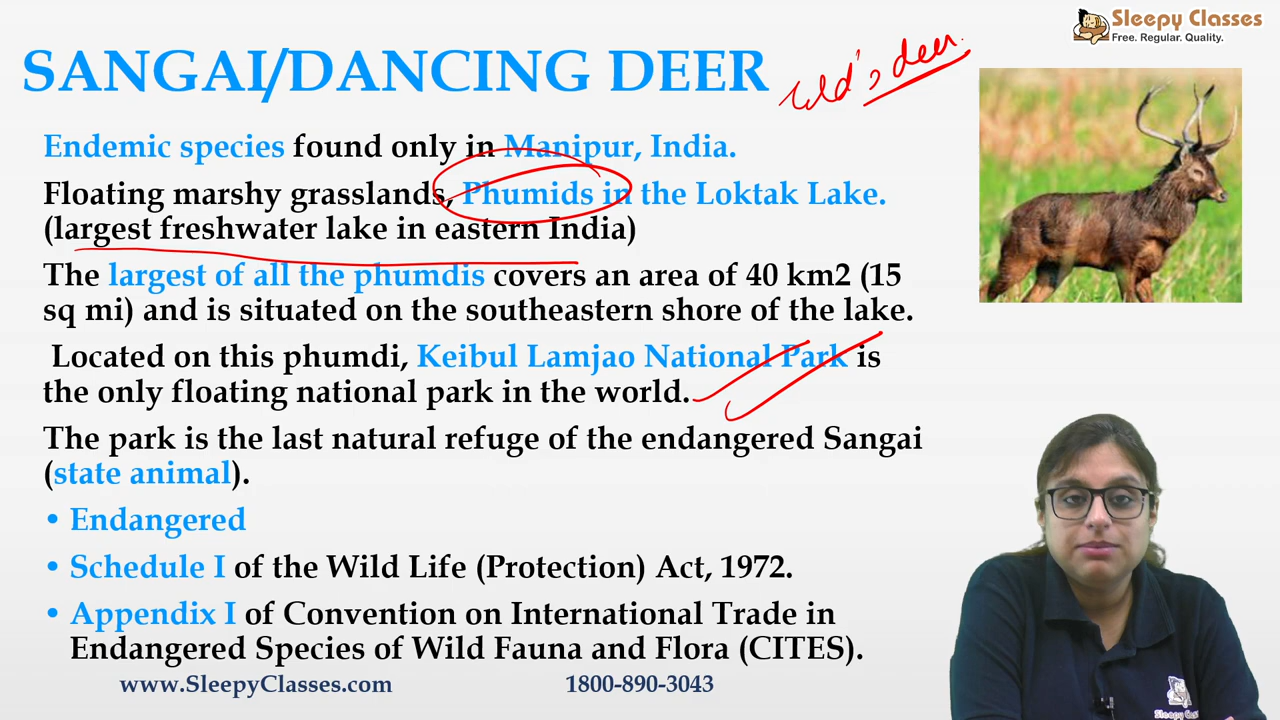 Sleepy Classes
Free. Regular. Quality.
SANGAI/DANCING DEER
deer
Endemic species found only in Manipur, India.
Floating marshy grasslands, Phumids in the Loktak Lake.
(largest freshwater lake in eastern India)
The largest of all the phumdis covers an area of 40 km2 (15
sq mi) and is situated on the southeastern shore of the lake.
Located on this phumdi, Keibul Lamjao National Park is
the only floating national park in the world.
The park is the last natural refuge of the endangered Sangai
(state animal).
• Endangered
• Schedule I of the Wild Life (Protection) Act, 1972.
• Appendix I of Convention on International Trade in
Endangered Species of Wild Fauna and Flora (CITES).
www.SleepyClasses.com 1800-890-3043